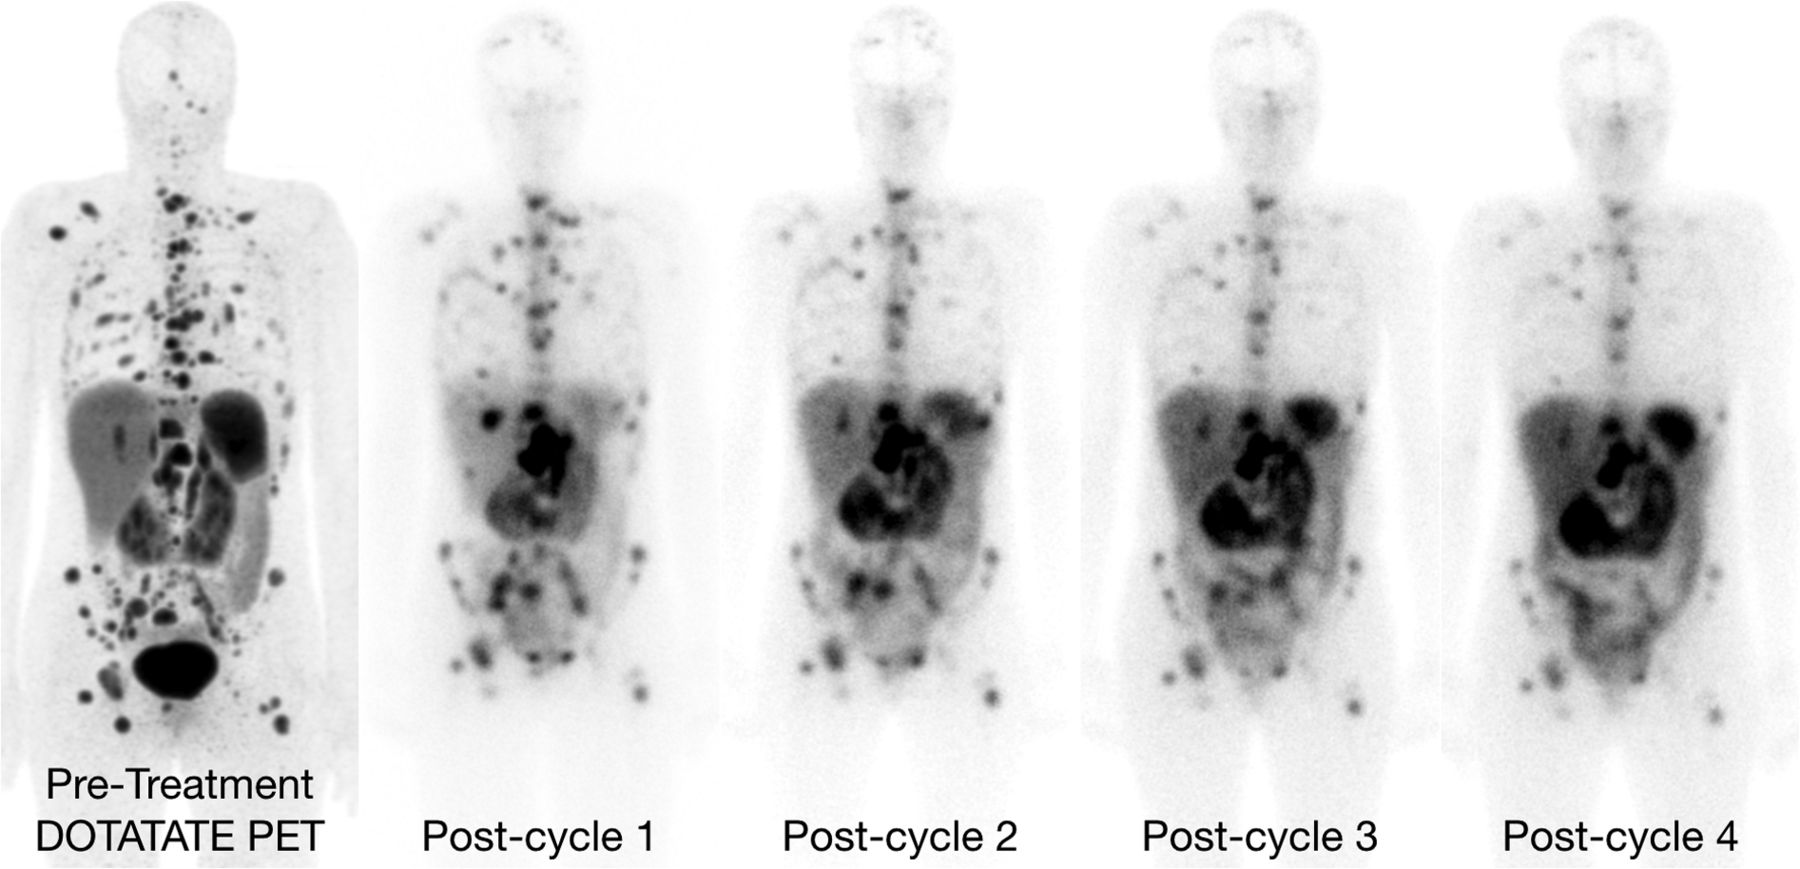 Pre-Treatment
DOTATATE PET
Post-cycle 1
Post-cycle 2
Post-cycle 3
Post-cycle 4